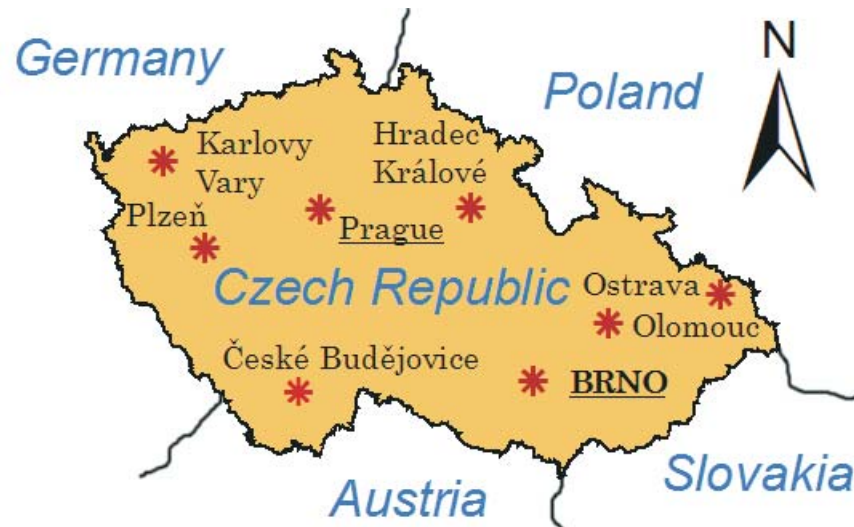 Germany
Poland
N
Karlovy
Vary
Hradec
Králové
Plzeň
Prague
Czech Republic
Ostrava
Olomouc
České Budějovice
BRNO
Slovakia
Austria